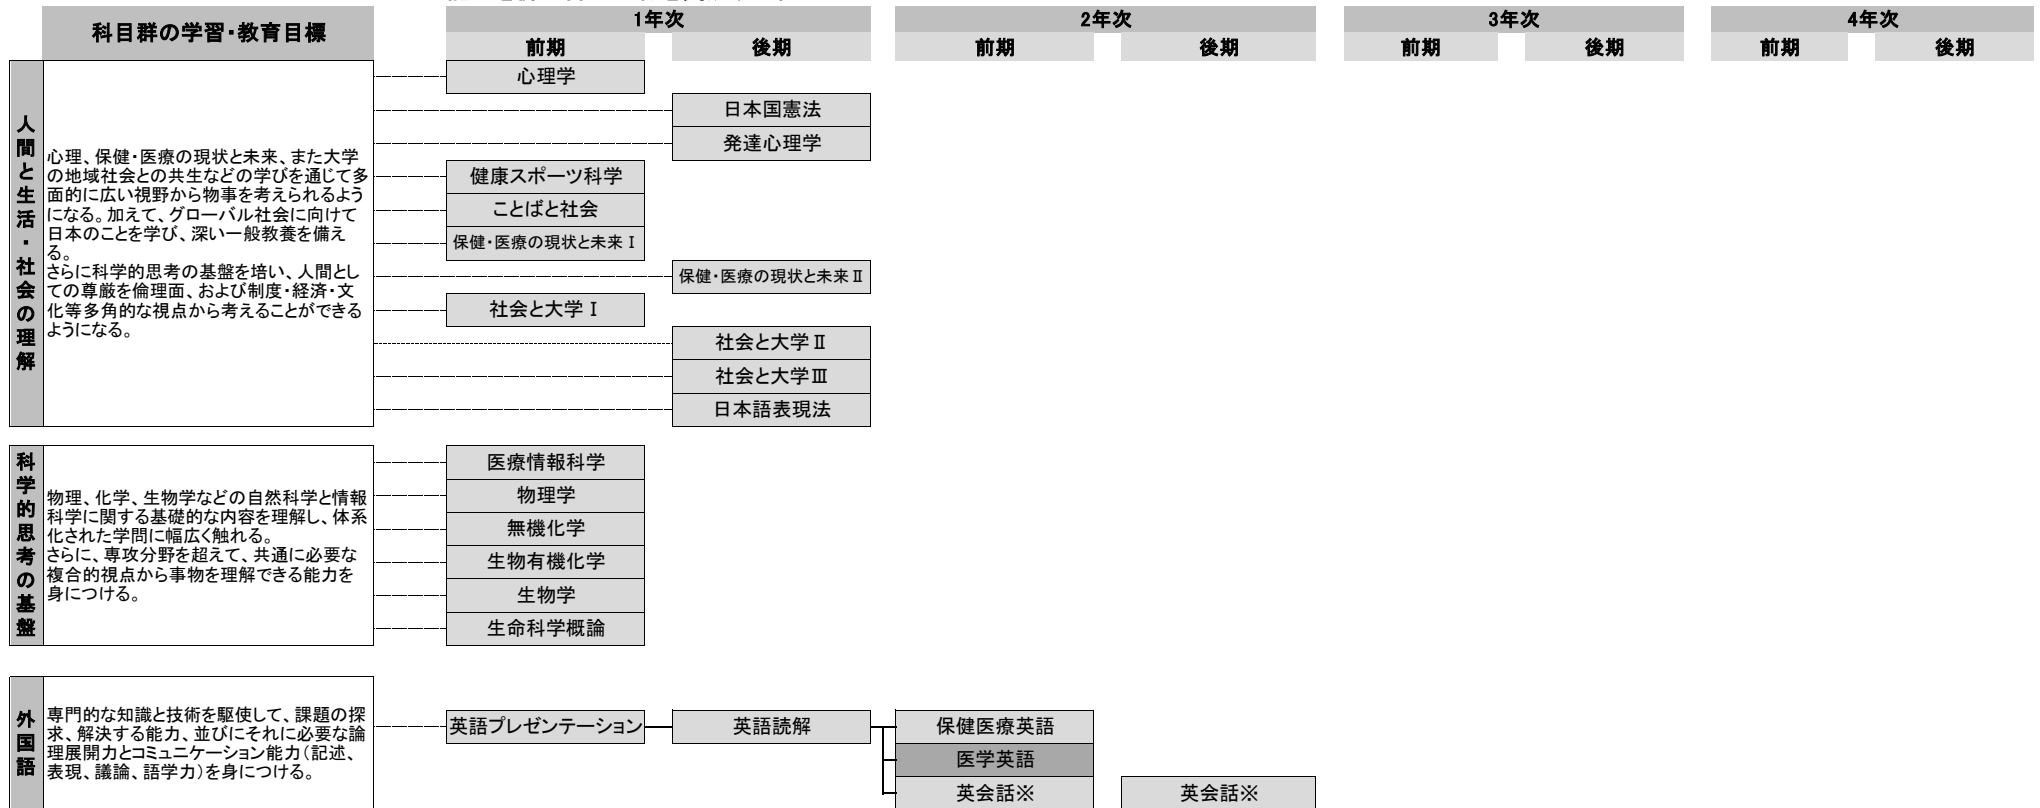 科目群の学習・教育目標
1年次
2年次
3年次
4年次
前期
後期
前期
後期
前期
後期
前期
後期
人間と生活・社会の理解
心理、保健・医療の現状と未来、また大学
の地域社会との共生などの学びを通じて多
面的に広い視野から物事を考えられるよう
になる。加えて、グローバル社会に向けて
日本のことを学び、深い一般教養を備え
る。
さらに科学的思考の基盤を培い、人間とし
ての尊厳を倫理面、および制度・経済・文
化等多角的な視点から考えることができる
ようになる。
心理学
日本国憲法
発達心理学
健康スポーツ科学
ことばと社会
保健・医療の現状と未来Ⅰ
保健・医療の現状と未来Ⅱ
社会と大学Ⅰ
社会と大学Ⅱ
社会と大学Ⅲ
日本語表現法
科学的思考の基盤
物理、化学、生物学などの自然科学と情報
科学に関する基礎的な内容を理解し、体系
化された学問に幅広く触れる。
さらに、専攻分野を超えて、共通に必要な
複合的視点から事物を理解できる能力を
身につける。
医療情報科学
物理学
無機化学
生物有機化学
生物学
生命科学概論
外国語
専門的な知識と技術を駆使して、課題の探
求、解決する能力、並びにそれに必要な論
理展開力とコミュニケーション能力（記述、
表現、議論、語学力）を身につける。
英語プレゼンテーション
英語読解
保健医療英語
医学英語
英会話※
英会話※